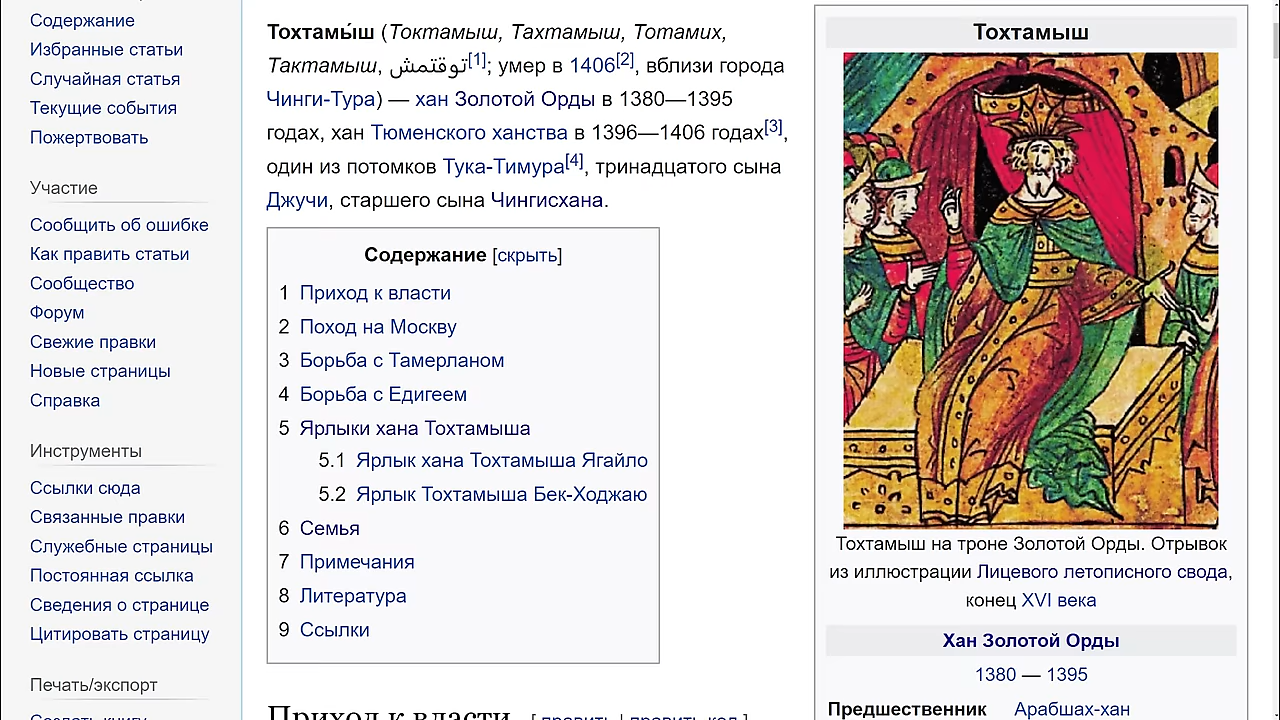 Содержание
Избранные статьи
Случайная статья
Текущие события
Пожертвовать
Участие
Сообщить об ошибке
Как править статьи
Сообщество
Форум
Свежие правки
Новые страницы
Справка
Инструменты
Ссылки сюда
Связанные правки
Служебные страницы
Постоянная ссылка
Сведения о странице
Цитировать страницу
Печать/экспорт
Создать книгу
Тохтамы́ш (Токтамыш, Тахтамыш, Тотамих,
Тактамыш, توقتمش[1]; умер в 1406[2], вблизи города
Чинги-Тура) — хан Золотой Орды в 1380—1395
годах, хан Тюменского ханства в 1396—1406 годах[3],
один из потомков Тука-Тимура[4], тринадцатого сына
Джучи, старшего сына Чингисхана.
Содержание [скрыть]
1 Приход к власти
2 Поход на Москву
3 Борьба с Тамерланом
4 Борьба с Едигеем
5 Ярлыки хана Тохтамыша
5.1 Ярлык хана Тохтамыша Ягайло
5.2 Ярлык Тохтамыша Бек-Ходжаю
6 Семья
7 Примечания
8 Литература
9 Ссылки
Приход к власти [ править | править код ]
Тохтамыш
Тохтамыш на троне Золотой Орды. Отрывок
из иллюстрации Лицевого летописного свода,
конец XVI века
Хан Золотой Орды
1380 — 1395
Предшественник Арабшах-хан